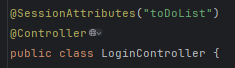 @SessionAttributes("toDoList")
@Controller
public class LoginController {